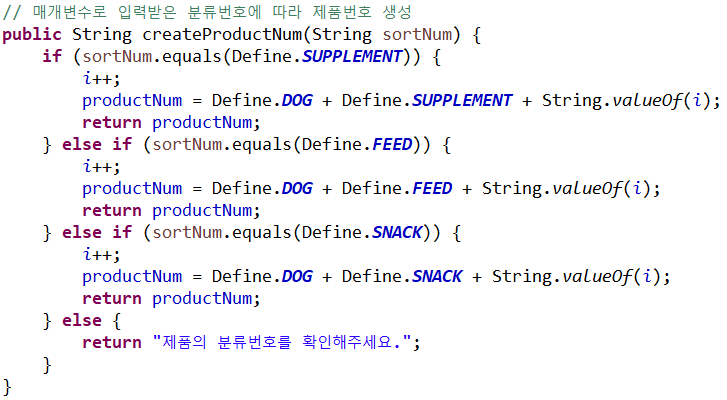 // 매개변수로 입력받은 분류번호에 따라 제품번호 생성
public String createProductNum(String sortNum) {
    if (sortNum.equals(Define.SUPPLEMENT)) {
        i++;
        productNum = Define.DOG + Define.SUPPLEMENT + String.valueOf(i);
        return productNum;
    } else if (sortNum.equals(Define.FEED)) {
        i++;
        productNum = Define.DOG + Define.FEED + String.valueOf(i);
        return productNum;
    } else if (sortNum.equals(Define.SNACK)) {
        i++;
        productNum = Define.DOG + Define.SNACK + String.valueOf(i);
        return productNum;
    } else {
        return "제품의 분류번호를 확인해주세요.";
    }
}